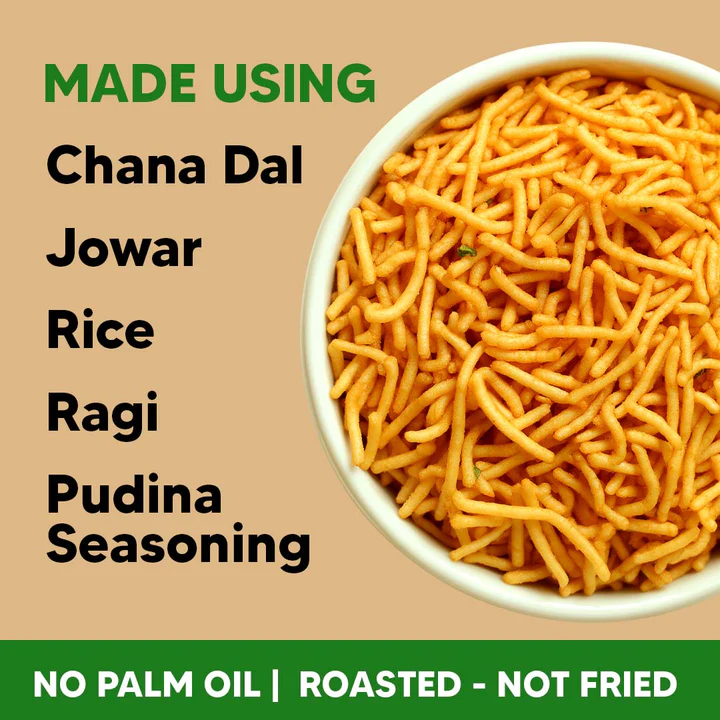 MADE USING
Chana Dal
Jowar
Rice
Ragi
Pudina
Seasoning
NO PALM OIL | ROASTED - NOT FRIED